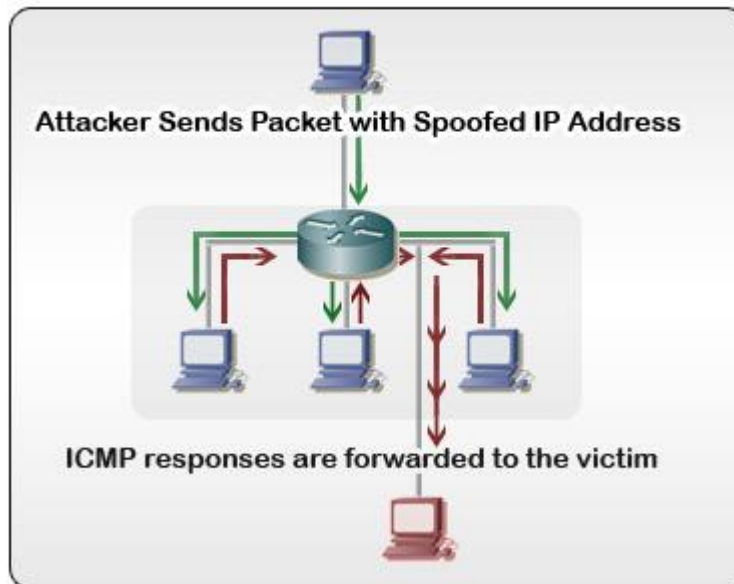 Attacker Sends Packet with Spoofed IP Address
ICMP responses are forwarded to the victim